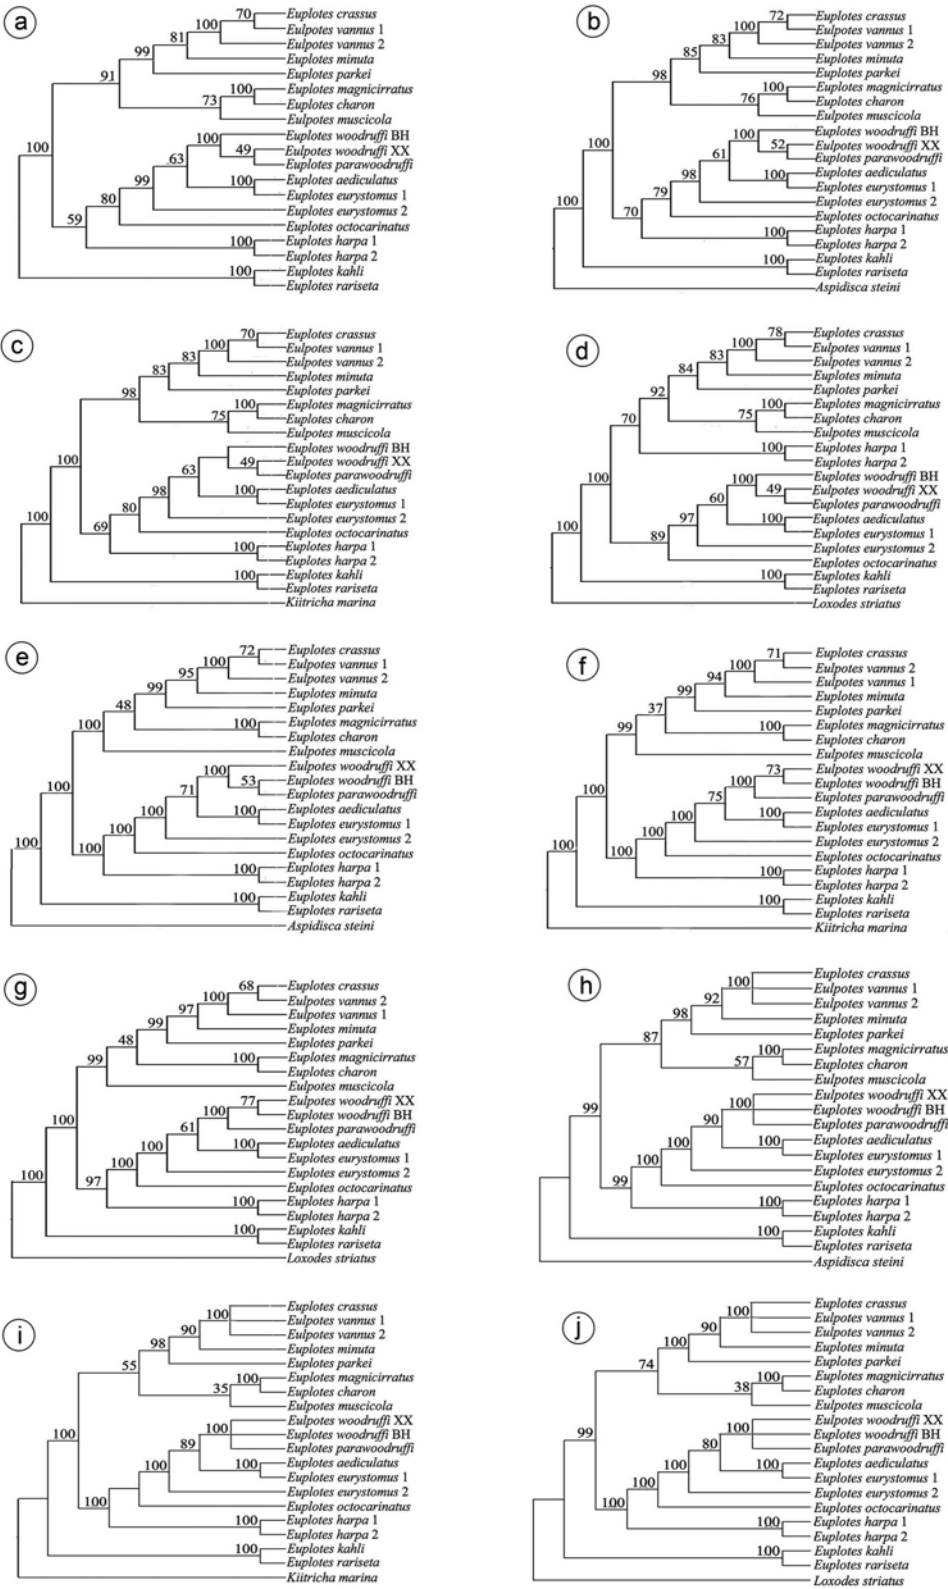 a
70 Euplotes crassus
100 Eulpotes vannus 1
81 Eulpotes vannus 2
99 Euplotes minuta
91 Euplotes parkei
100 Euplotes magnicirratus
73 Euplotes charon
Eulpotes muscicola
100 Euplotes woodruffi BH
100 49 Eulpotes woodruffi XX
63 Euplotes parawoodruffi
99 100 Euplotes aediculatus
80 Euplotes eurystomus 1
59 Euplotes eurystomus 2
Euplotes octocarinatus
100 Euplotes harpa 1
Euplotes harpa 2
100 Euplotes kahli
Euplotes rariseta
b
72 Euplotes crassus
100 Eulpotes vannus 1
83 Eulpotes vannus 2
85 Euplotes minuta
98 Euplotes parkei
100 Euplotes magnicirratus
76 Euplotes charon
Eulpotes muscicola
100 Euplotes woodruffi BH
100 52 Eulpotes woodruffi XX
61 Euplotes parawoodruffi
98 100 Euplotes aediculatus
79 Euplotes eurystomus 1
100 70 Euplotes eurystomus 2
Euplotes octocarinatus
100 Euplotes harpa 1
Euplotes harpa 2
100 Euplotes kahli
Euplotes rariseta
Aspidisca steini
c
70 Euplotes crassus
100 Eulpotes vannus 1
83 Eulpotes vannus 2
83 Euplotes minuta
98 Euplotes parkei
100 Euplotes magnicirratus
75 Euplotes charon
Eulpotes muscicola
Euplotes woodruffi BH
100 49 Eulpotes woodruffi XX
63 Euplotes parawoodruffi
98 100 Euplotes aediculatus
80 Euplotes eurystomus 1
100 69 Euplotes eurystomus 2
Euplotes octocarinatus
100 Euplotes harpa 1
Euplotes harpa 2
100 Euplotes kahli
Euplotes rariseta
Kiitricha marina
d
78 Euplotes crassus
100 Eulpotes vannus 1
83 Eulpotes vannus 2
84 Euplotes minuta
92 Euplotes parkei
100 Euplotes magnicirratus
70 75 Euplotes charon
Eulpotes muscicola
100 Euplotes harpa 1
Euplotes harpa 2
100 100 Euplotes woodruffi BH
60 49 Eulpotes woodruffi XX
97 Euplotes parawoodruffi
100 100 Euplotes aediculatus
89 Euplotes eurystomus 1
Euplotes eurystomus 2
Euplotes octocarinatus
100 Euplotes kahli
Euplotes rariseta
Loxodes striatus
e
72 Euplotes crassus
100 Eulpotes vannus 1
95 Eulpotes vannus 2
99 Euplotes minuta
48 Euplotes parkei
100 100 Euplotes magnicirratus
Euplotes charon
Eulpotes muscicola
100 Eulpotes woodruffi XX
100 71 53 Euplotes woodruffi BH
Euplotes parawoodruffi
100 100 Euplotes aediculatus
100 Euplotes eurystomus 1
100 100 Euplotes eurystomus 2
Euplotes octocarinatus
100 Euplotes harpa 1
Euplotes harpa 2
100 Euplotes kahli
Euplotes rariseta
Aspidisca steini
f
71 Euplotes crassus
100 Eulpotes vannus 2
94 Eulpotes vannus 1
99 Euplotes minuta
37 Euplotes parkei
99 100 Euplotes magnicirratus
Euplotes charon
Eulpotes muscicola
73 Eulpotes woodruffi XX
100 100 Euplotes woodruffi BH
75 Euplotes parawoodruffi
100 100 Euplotes aediculatus
100 Euplotes eurystomus 1
100 100 Euplotes eurystomus 2
Euplotes octocarinatus
100 Euplotes harpa 1
Euplotes harpa 2
100 Euplotes kahli
Euplotes rariseta
Kiitricha marina
g
68 Euplotes crassus
100 Eulpotes vannus 2
97 Eulpotes vannus 1
99 Euplotes minuta
48 Euplotes parkei
99 100 Euplotes magnicirratus
Euplotes charon
Eulpotes muscicola
77 Eulpotes woodruffi XX
100 100 Euplotes woodruffi BH
61 Euplotes parawoodruffi
100 100 Euplotes aediculatus
100 Euplotes eurystomus 1
100 97 Euplotes eurystomus 2
Euplotes octocarinatus
100 Euplotes harpa 1
Euplotes harpa 2
100 Euplotes kahli
Euplotes rariseta
Loxodes striatus
h
100 Euplotes crassus
Eulpotes vannus 1
92 Eulpotes vannus 2
98 Euplotes minuta
87 Euplotes parkei
100 Euplotes magnicirratus
57 Euplotes charon
Eulpotes muscicola
100 Eulpotes woodruffi XX
99 90 Euplotes woodruffi BH
Euplotes parawoodruffi
100 100 Euplotes aediculatus
100 Euplotes eurystomus 1
99 Euplotes eurystomus 2
Euplotes octocarinatus
100 Euplotes harpa 1
Euplotes harpa 2
100 Euplotes kahli
Euplotes rariseta
Aspidisca steini
i
Euplotes crassus
100 Eulpotes vannus 1
90 Eulpotes vannus 2
98 Euplotes minuta
55 Euplotes parkei
100 Euplotes magnicirratus
35 Euplotes charon
Eulpotes muscicola
100 Eulpotes woodruffi XX
100 89 Euplotes woodruffi BH
Euplotes parawoodruffi
100 100 Euplotes aediculatus
Euplotes eurystomus 1
100 Euplotes eurystomus 2
Euplotes octocarinatus
100 Euplotes harpa 1
Euplotes harpa 2
100 Euplotes kahli
Euplotes rariseta
Kiitricha marina
j
Euplotes crassus
100 Eulpotes vannus 1
90 Eulpotes vannus 2
100 Euplotes minuta
74 Euplotes parkei
100 Euplotes magnicirratus
38 Euplotes charon
Eulpotes muscicola
100 Eulpotes woodruffi XX
99 80 Euplotes woodruffi BH
Euplotes parawoodruffi
100 100 Euplotes aediculatus
100 Euplotes eurystomus 1
100 Euplotes eurystomus 2
Euplotes octocarinatus
100 Euplotes harpa 1
Euplotes harpa 2
100 Euplotes kahli
Euplotes rariseta
Loxodes striatus